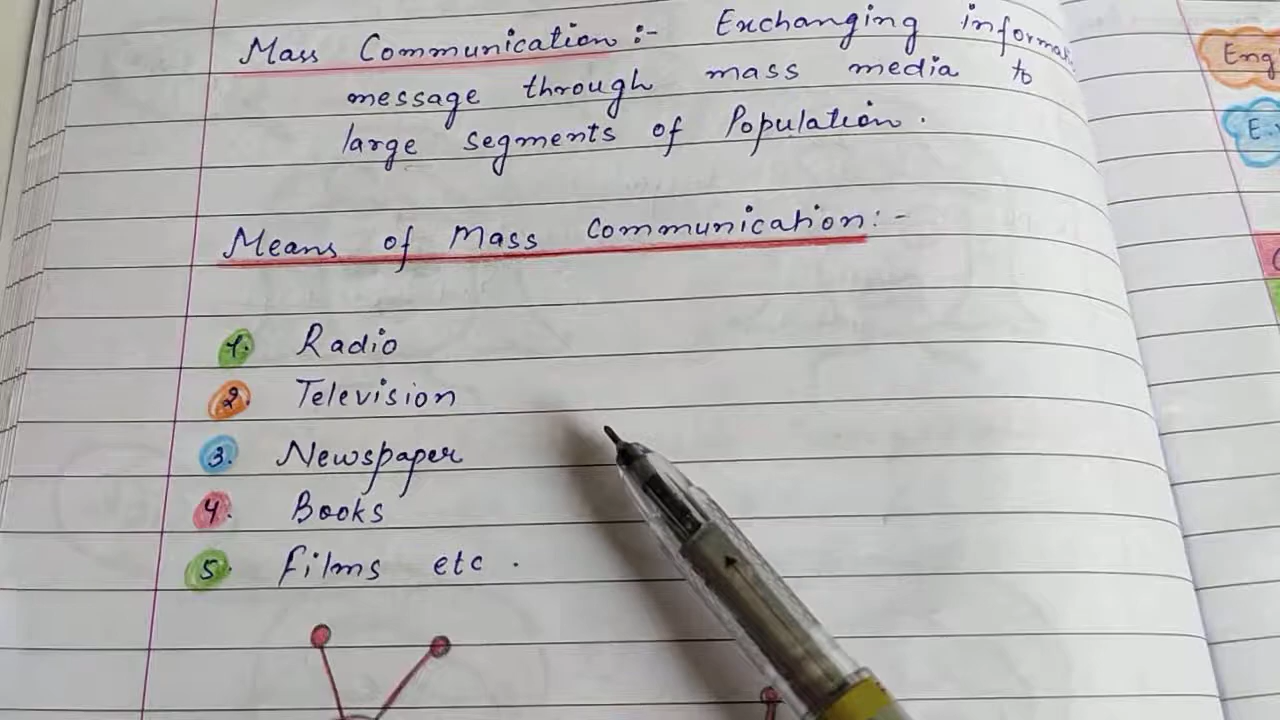 Mass Communication :- Exchanging
message through mass media to
large segments of Population.
Means of Mass Communication:-
1. Radio
2. Television
3. Newspaper
4. Books
5. Films etc.
Eng